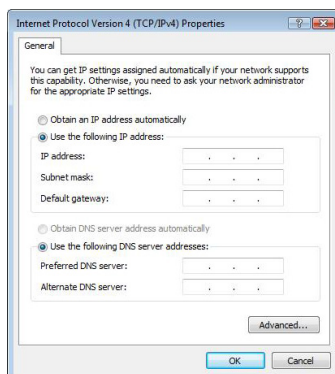 Internet Protocol Version 4 (TCP/IPv4) Properties
General
You can get IP settings assigned automatically if your network supports
this capability. Otherwise, you need to ask your network administrator
for the appropriate IP settings.
Obtain an IP address automatically
Use the following IP address:
IP address:
Subnet mask:
Default gateway:
Obtain DNS server address automatically
Use the following DNS server addresses:
Preferred DNS server:
Alternate DNS server:
Advanced...
OK Cancel